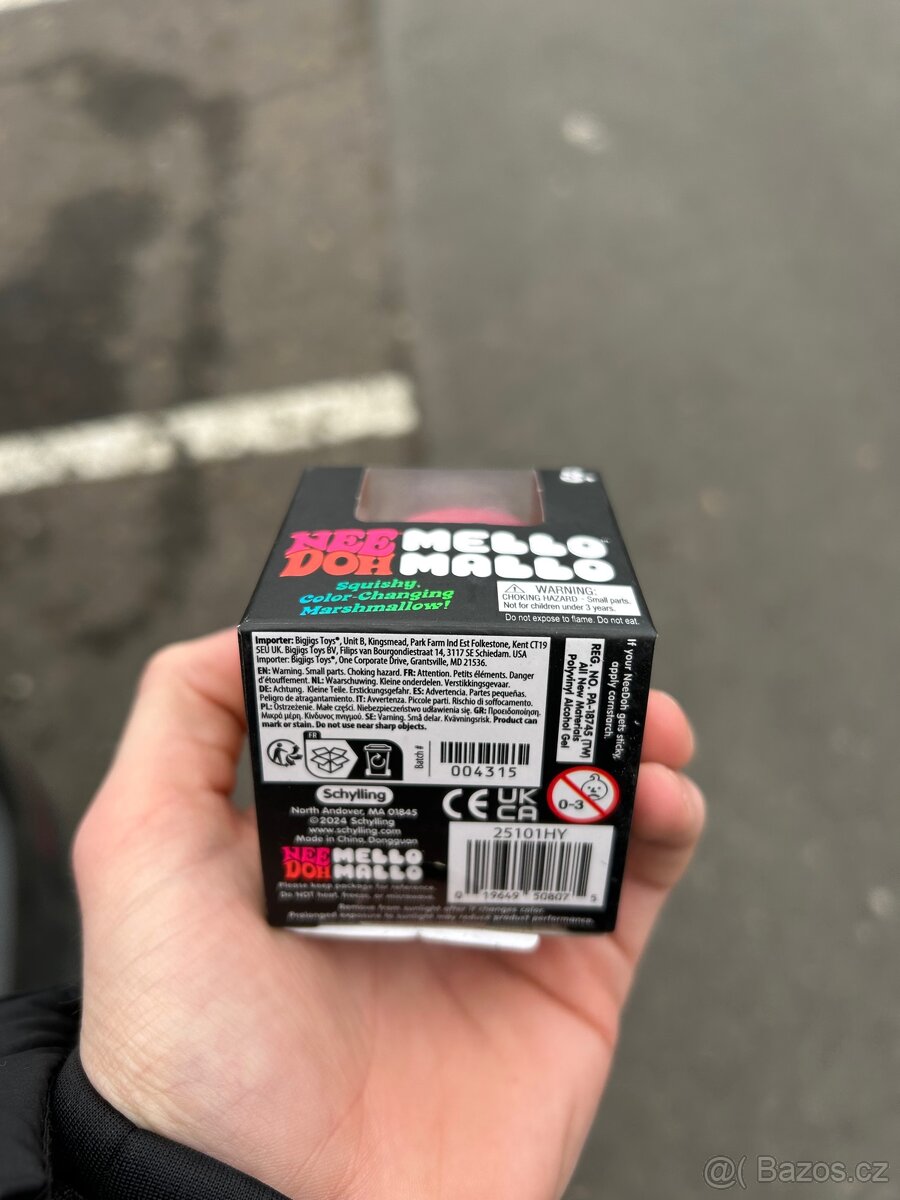 NEE DOH MELLO MALLO™
Squishy,
Color-Changing
Marshmallow!
WARNING:
CHOKING HAZARD - Small parts.
Not for children under 3 years.
Do not expose to flame. Do not eat.
Importer: Bigjigs Toys®, Unit B, Kingsmead, Park Farm Ind Est Folkestone, Kent CT19
5EU UK. Bigjigs Toys BV, Filips van Bourgondiestraat 14, 3117 SE Schiedam. USA
Importer: Bigjigs Toys®, One Corporate Drive, Grantsville, MD 21536.
EN: Warning. Small parts. Choking hazard. FR: Attention. Petits éléments. Danger
d'étouffement. NL: Waarschuwing. Kleine onderdelen. Verstikkingsgevaar.
DE: Achtung. Kleine Teile. Erstickungsgefahr. ES: Advertencia. Partes pequeñas.
Peligro de atragantamiento. IT: Avvertenza. Piccole parti. Rischio di soffocamento.
PL: Ostrzeżenie. Małe części. Niebezpieczeństwo udławienia się. GR: Προειδοποίηση.
Μικρά μέρη. Κίνδυνος πνιγμού. SE: Varning. Små delar. Kvävningsrisk. Product can
mark or stain. Do not use near sharp objects.
FR
Batch#
004315
REG. NO. PA-18745 (TW)
All New Materials
Polyvinyl Alcohol Gel
If your NeeDoh gets sticky,
apply cornstarch.
Schylling
North Andover, MA 01845
©2024 Schylling
www.schylling.com
Made in China, Dongguan
CE UK CA
0-3
NEE DOH MELLO MALLO
25101HY
0 19649 50807 5
Please keep package for reference.
Do NOT heat, freeze, or microwave.
Remove from sunlight after it changes color.
Prolonged exposure to sunlight may reduce product performance.
@( Bazos.cz